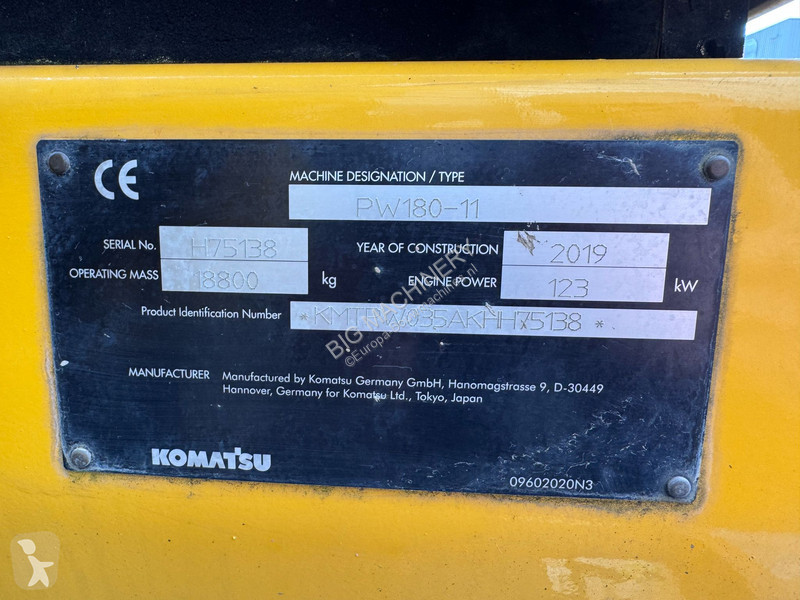 CE
MACHINE DESIGNATION / TYPE
PW180-11
SERIAL No. H75138 YEAR OF CONSTRUCTION 2019
OPERATING MASS 18800 kg ENGINE POWER 123 kW
Product Identification Number *KMTPW035AKHH75138*
BIG MACHINERY
MANUFACTURER Manufactured by Komatsu Germany GmbH, Hanomagstrasse 9, D-30449
Hannover, Germany for Komatsu Ltd., Tokyo, Japan
KOMATSU
09602020N3